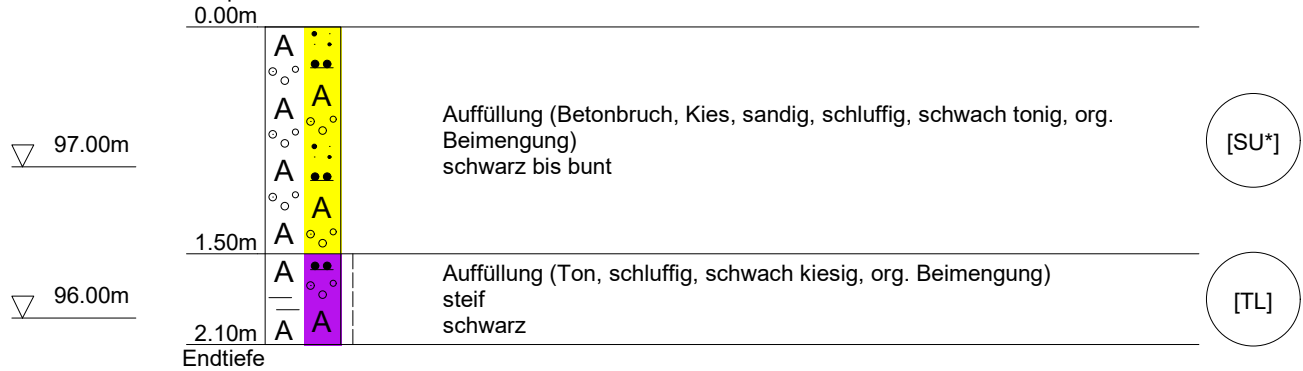 0.00m
A
A
A
Auffüllung (Betonbruch, Kies, sandig, schluffig, schwach tonig, org.
Beimengung)
schwarz bis bunt
[SU*]
97.00m
A
A
A
1.50m
A
Auffüllung (Ton, schluffig, schwach kiesig, org. Beimengung)
steif
schwarz
[TL]
96.00m
2.10m
A
A
Endtiefe